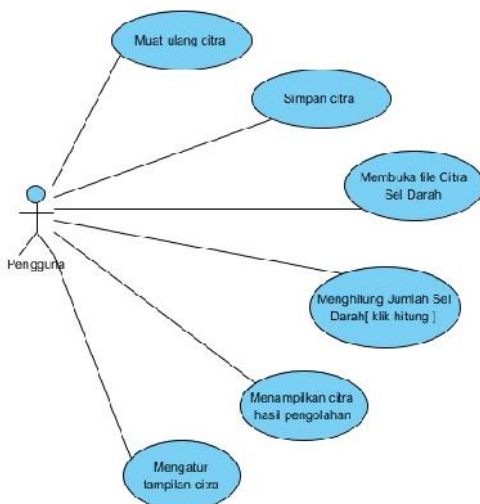 Muat ulang citra
Simpan citra
Membuka file Citra
Sel Darah
Pengguna
Menghitung Jumlah Sel
Darah[ klik hitung ]
Menampilkan citra
hasil pengolahan
Mengatur
tampilan citra